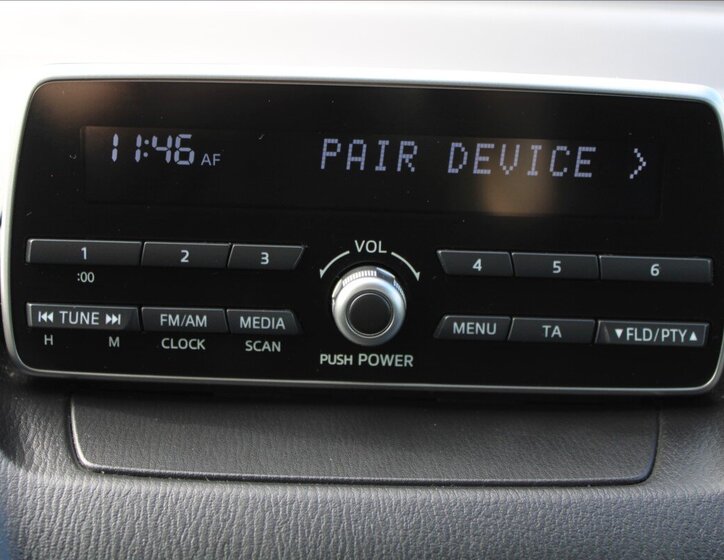 11:46 AF PAIR DEVICE >
VOL
1 2 3 4 5 6
:00
⏮ TUNE ⏭ FM/AM MEDIA MENU TA ▼FLD/PTY▲
H M CLOCK SCAN
PUSH POWER